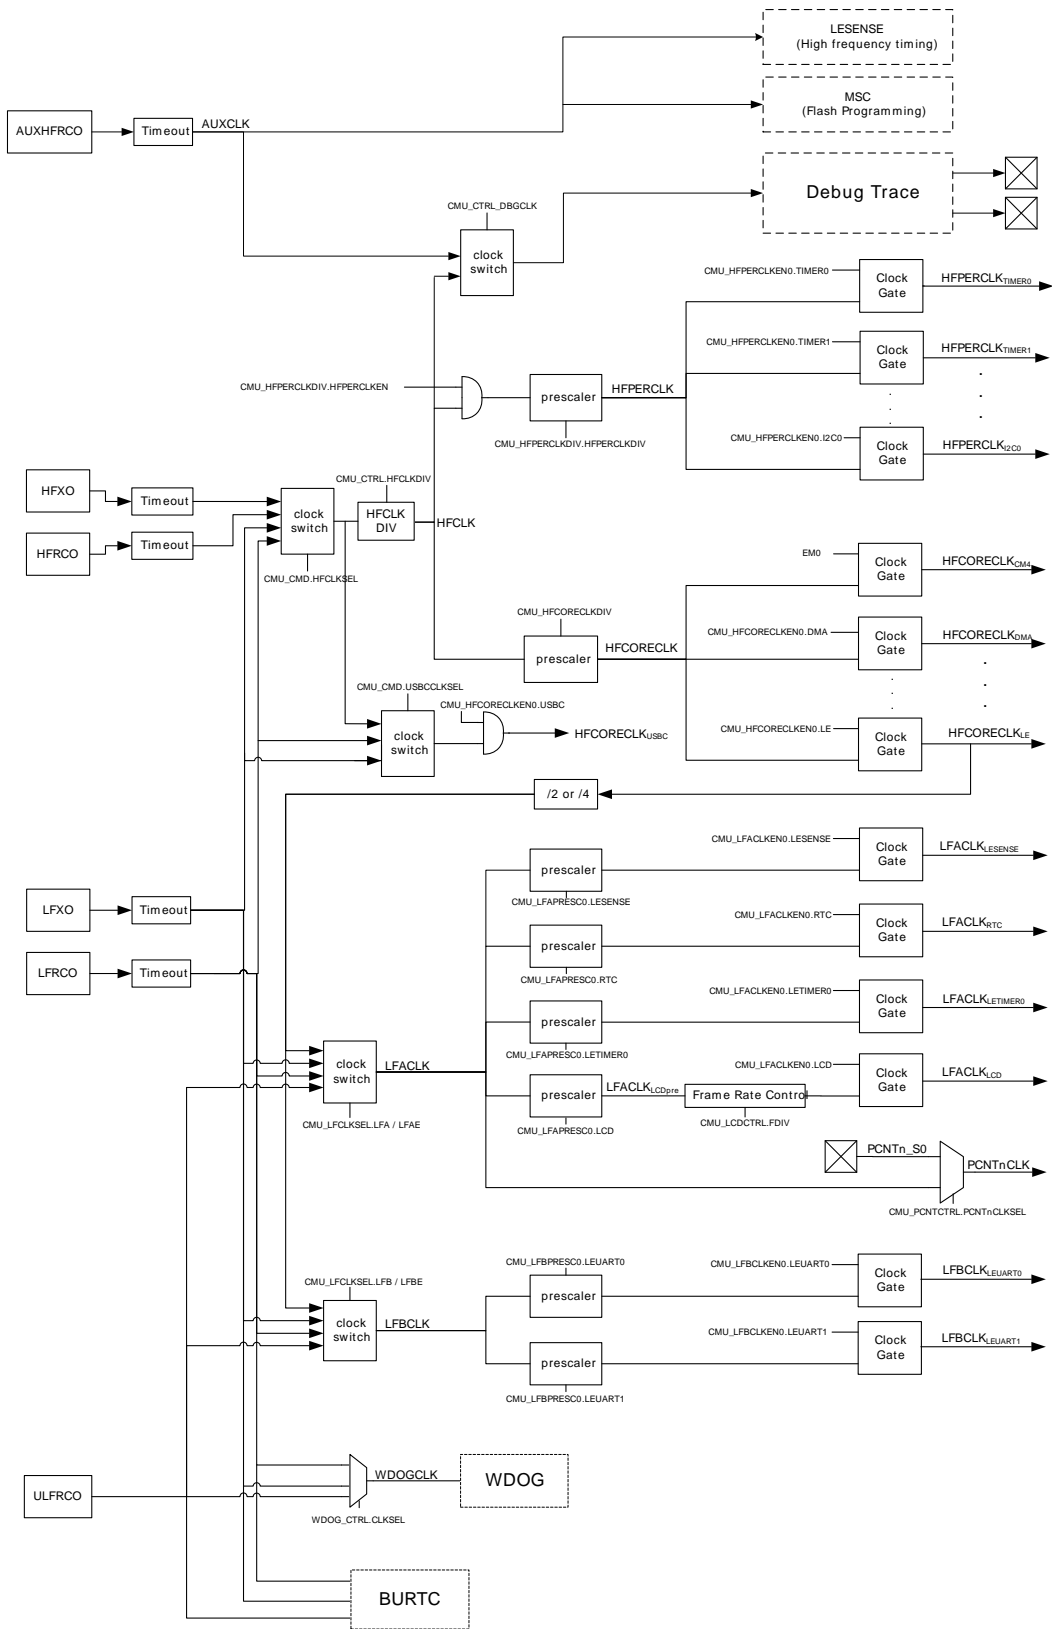 LESENSE
(High frequency timing)
MSC
(Flash Programming)
AUXHFRCO
Timeout
AUXCLK
Debug Trace
CMU_CTRL_DBGCLK
clock
switch
CMU_HFPERCLKEN0.TIMER0
Clock
Gate
HFPERCLKTIMER0
CMU_HFPERCLKEN0.TIMER1
Clock
Gate
HFPERCLKTIMER1
CMU_HFPERCLKDIV.HFPERCLKEN
prescaler
HFPERCLK
CMU_HFPERCLKDIV.HFPERCLKDIV
CMU_HFPERCLKEN0.I2C0
Clock
Gate
HFPERCLKI2C0
HFXO
Timeout
HFRCO
Timeout
clock
switch
CMU_CMD.HFCLKSEL
CMU_CTRL.HFCLKDIV
HFCLK
DIV
HFCLK
EM0
Clock
Gate
HFCORECLKCM4
CMU_HFCORECLKDIV
prescaler
HFCORECLK
CMU_HFCORECLKEN0.DMA
Clock
Gate
HFCORECLKDMA
CMU_CMD.USBCCLKSEL
clock
switch
CMU_HFCORECLKEN0.USBC
HFCORECLKUSBC
CMU_HFCORECLKEN0.LE
Clock
Gate
HFCORECLKLE
/2 or /4
LFXO
Timeout
LFRCO
Timeout
prescaler
CMU_LFAPRESC0.LESENSE
CMU_LFACLKEN0.LESENSE
Clock
Gate
LFACLKLESENSE
prescaler
CMU_LFAPRESC0.RTC
CMU_LFACLKEN0.RTC
Clock
Gate
LFACLKRTC
prescaler
CMU_LFAPRESC0.LETIMER0
CMU_LFACLKEN0.LETIMER0
Clock
Gate
LFACLKLETIMER0
clock
switch
LFACLK
CMU_LFCLKSEL.LFA / LFAE
prescaler
CMU_LFAPRESC0.LCD
LFACLKLCDpre
Frame Rate Control
CMU_LCDCTRL.FDIV
CMU_LFACLKEN0.LCD
Clock
Gate
LFACLKLCD
PCNTn_S0
PCNTnCLK
CMU_PCNTCTRL.PCNTnCLKSEL
CMU_LFCLKSEL.LFB / LFBE
clock
switch
LFBCLK
CMU_LFBPRESC0.LEUART0
prescaler
CMU_LFBCLKEN0.LEUART0
Clock
Gate
LFBCLKLEUART0
prescaler
CMU_LFBPRESC0.LEUART1
CMU_LFBCLKEN0.LEUART1
Clock
Gate
LFBCLKLEUART1
ULFRCO
WDOGCLK
WDOG
WDOG_CTRL.CLKSEL
BURTC